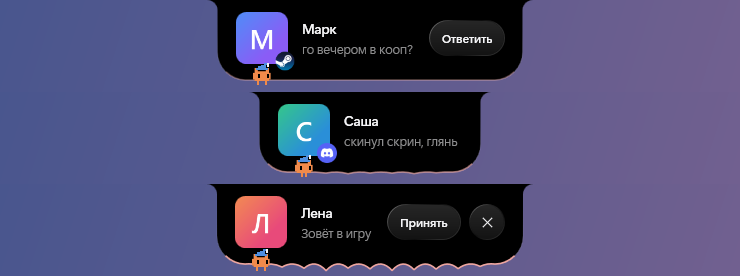 М
Марк
го вечером в кооп?
Ответить
С
Саша
скинул скрин, глянь
Л
Лена
Зовёт в игру
Принять